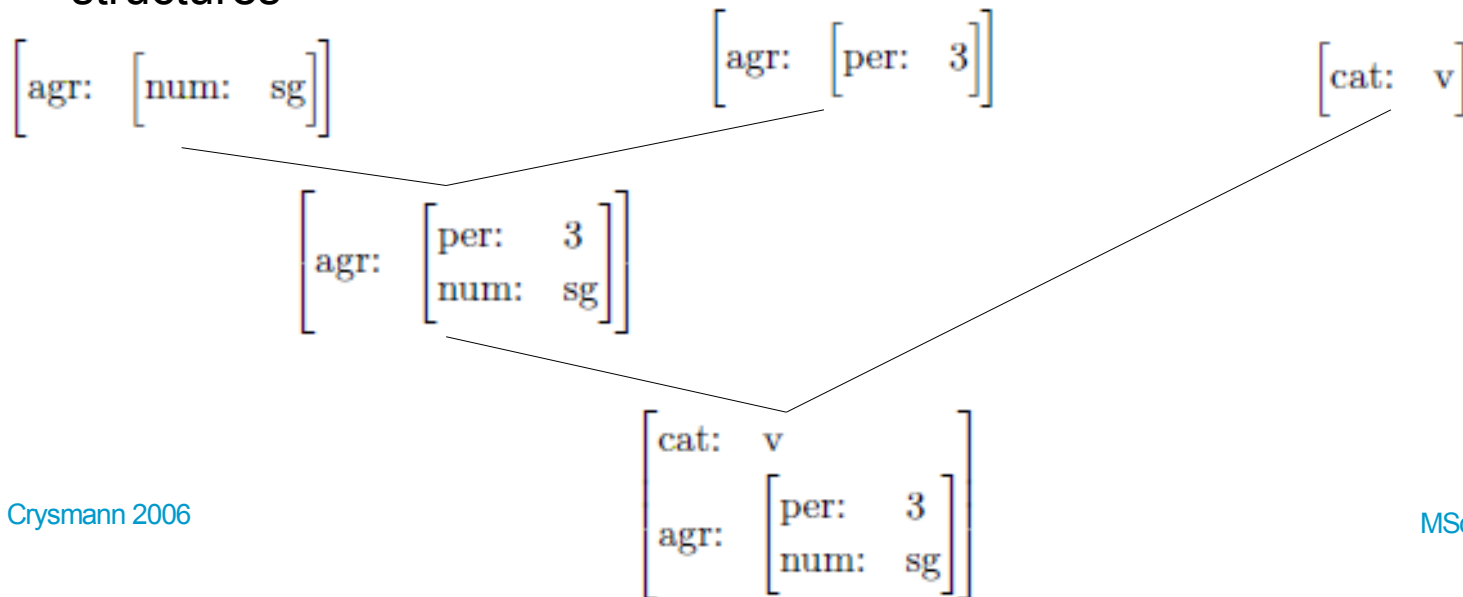 structures
[agr: [num: sg]]
[agr: [per: 3]]
[cat: v]
[agr: [per: 3
num: sg]]
[cat: v
agr: [per: 3
num: sg]]
Crysmann 2006